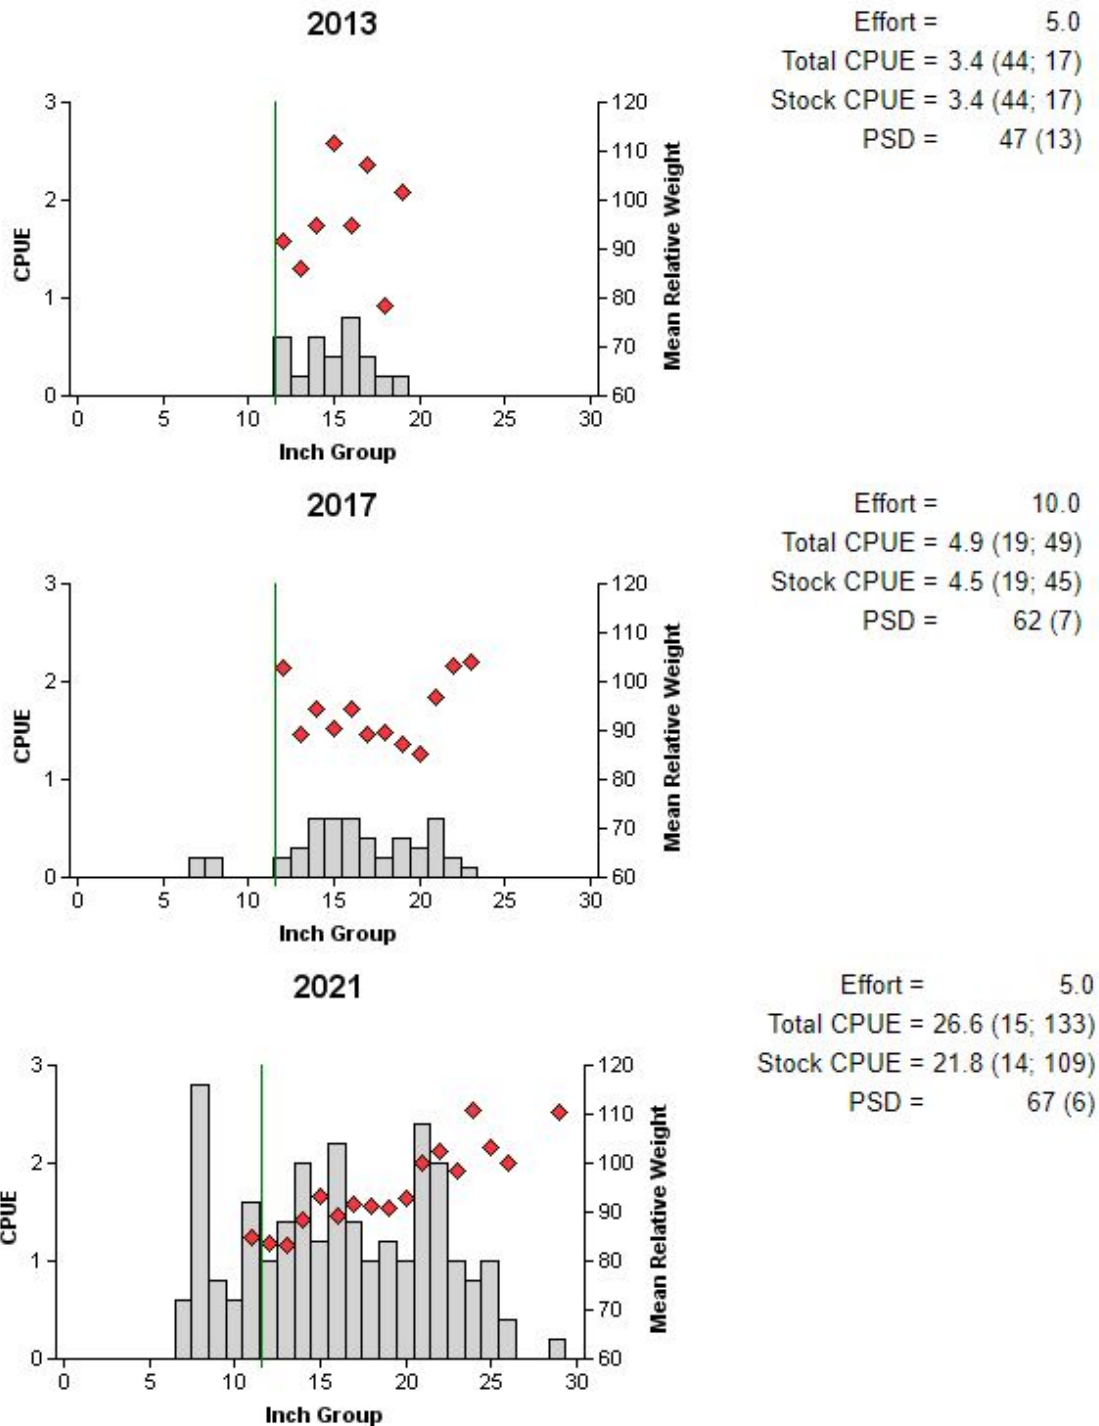 2013
Effort = 5.0
Total CPUE = 3.4 (44; 17)
Stock CPUE = 3.4 (44; 17)
PSD = 47 (13)
3
2
1
0
CPUE
120
110
100
90
80
70
60
Mean Relative Weight
0 5 10 15 20 25 30
Inch Group
2017
Effort = 10.0
Total CPUE = 4.9 (19; 49)
Stock CPUE = 4.5 (19; 45)
PSD = 62 (7)
3
2
1
0
CPUE
120
110
100
90
80
70
60
Mean Relative Weight
0 5 10 15 20 25 30
Inch Group
2021
Effort = 5.0
Total CPUE = 26.6 (15; 133)
Stock CPUE = 21.8 (14; 109)
PSD = 67 (6)
3
2
1
0
CPUE
120
110
100
90
80
70
60
Mean Relative Weight
0 5 10 15 20 25 30
Inch Group